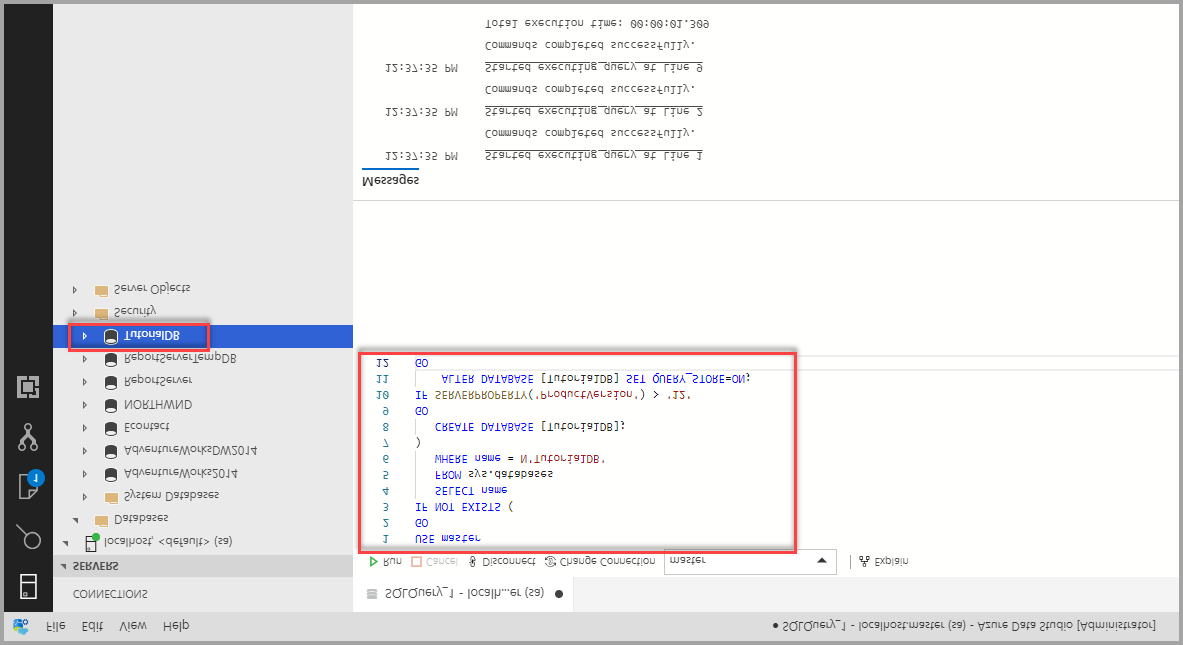 File Edit View Help
● SQLQuery_1 - localhost.master (sa) - Azure Data Studio [Administrator]
CONNECTIONS
SERVERS
localhost, <default> (sa)
Databases
System Databases
AdventureWorks2014
AdventureWorksDW2014
Econtact
NORTHWND
ReportServer
ReportServerTempDB
TutorialDB
Security
Server Objects
1
SQLQuery_1 - localh...er (sa) ●
Run Cancel Disconnect Change Connection master Explain
1 USE master
2 GO
3 IF NOT EXISTS (
4 SELECT name
5 FROM sys.databases
6 WHERE name = N'TutorialDB'
7 )
8 CREATE DATABASE [TutorialDB];
9 GO
10 IF SERVERPROPERTY('ProductVersion') > '12'
11 ALTER DATABASE [TutorialDB] SET QUERY_STORE=ON;
12 GO
Messages
12:37:35 PM Started executing query at Line 1
Commands completed successfully.
12:37:35 PM Started executing query at Line 2
Commands completed successfully.
12:37:35 PM Started executing query at Line 9
Commands completed successfully.
Total execution time: 00:00:01.309